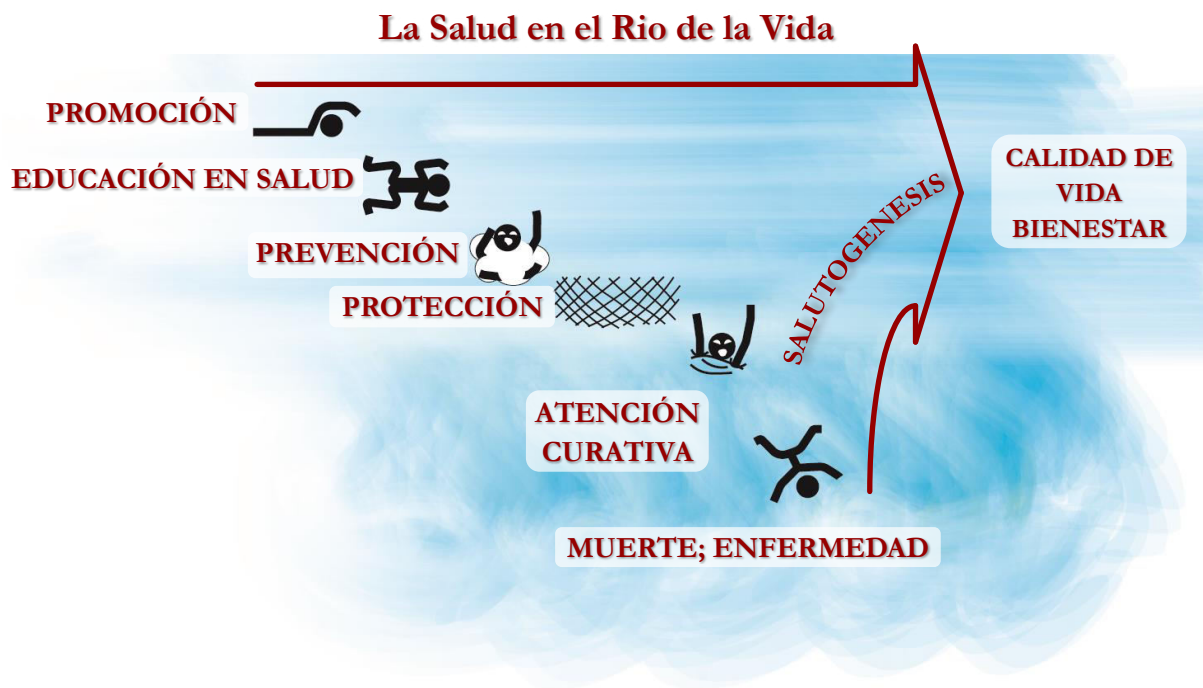 La Salud en el Rio de la Vida
PROMOCIÓN
EDUCACIÓN EN SALUD
PREVENCIÓN
PROTECCIÓN
ATENCIÓN
CURATIVA
MUERTE; ENFERMEDAD
SALUTOGENESIS
CALIDAD DE
VIDA
BIENESTAR